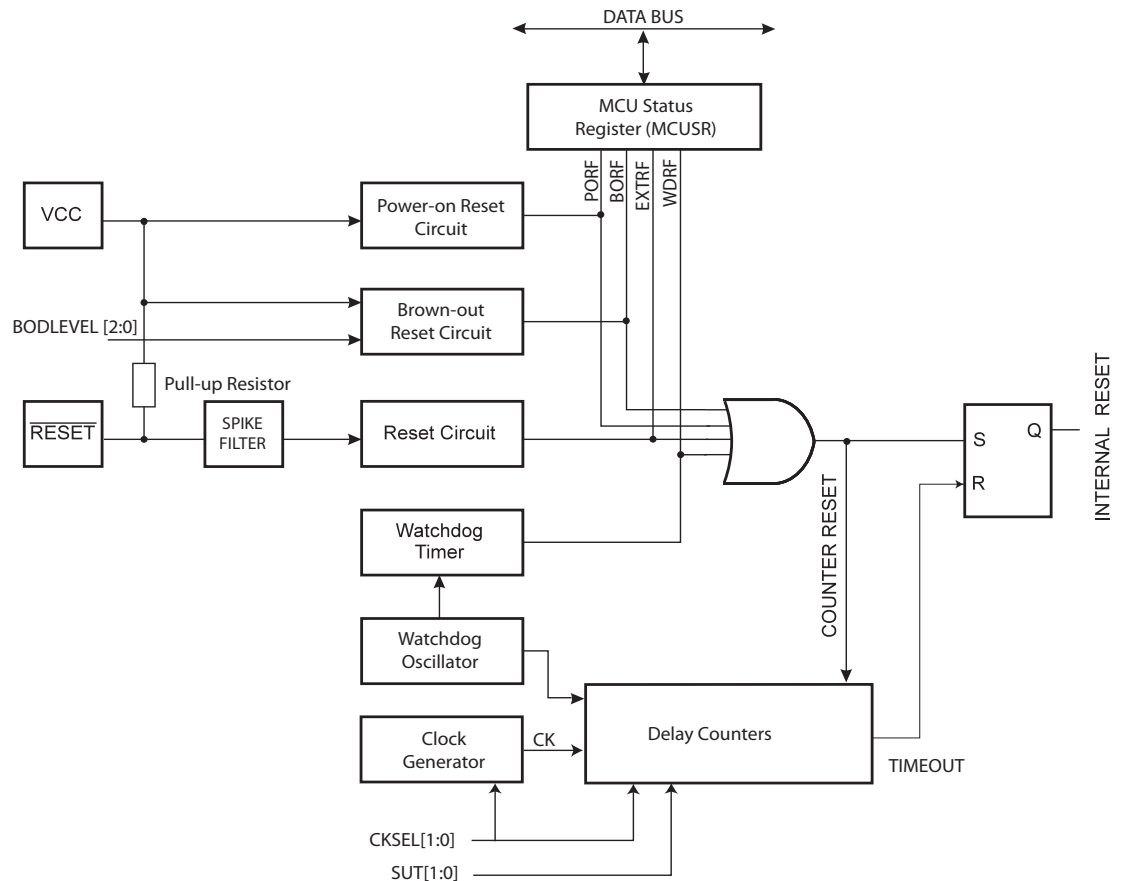 DATA BUS
MCU Status
Register (MCUSR)
PORF
BORF
EXTRF
WDRF
VCC
Power-on Reset
Circuit
BODLEVEL [2:0]
Brown-out
Reset Circuit
Pull-up Resistor
RESET
SPIKE
FILTER
Reset Circuit
S
Q
R
INTERNAL RESET
COUNTER RESET
Watchdog
Timer
Watchdog
Oscillator
Clock
Generator
CK
Delay Counters
TIMEOUT
CKSEL[1:0]
SUT[1:0]